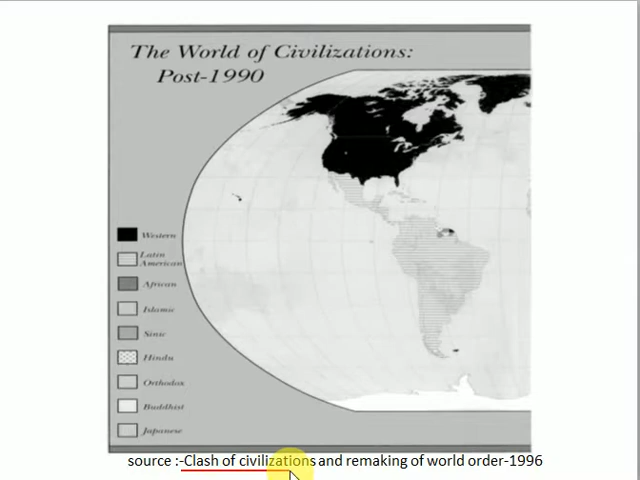 The World of Civilizations:
Post-1990
Western
Latin
American
African
Islamic
Sinic
Hindu
Orthodox
Buddhist
Japanese
source :-Clash of civilizations and remaking of world order-1996